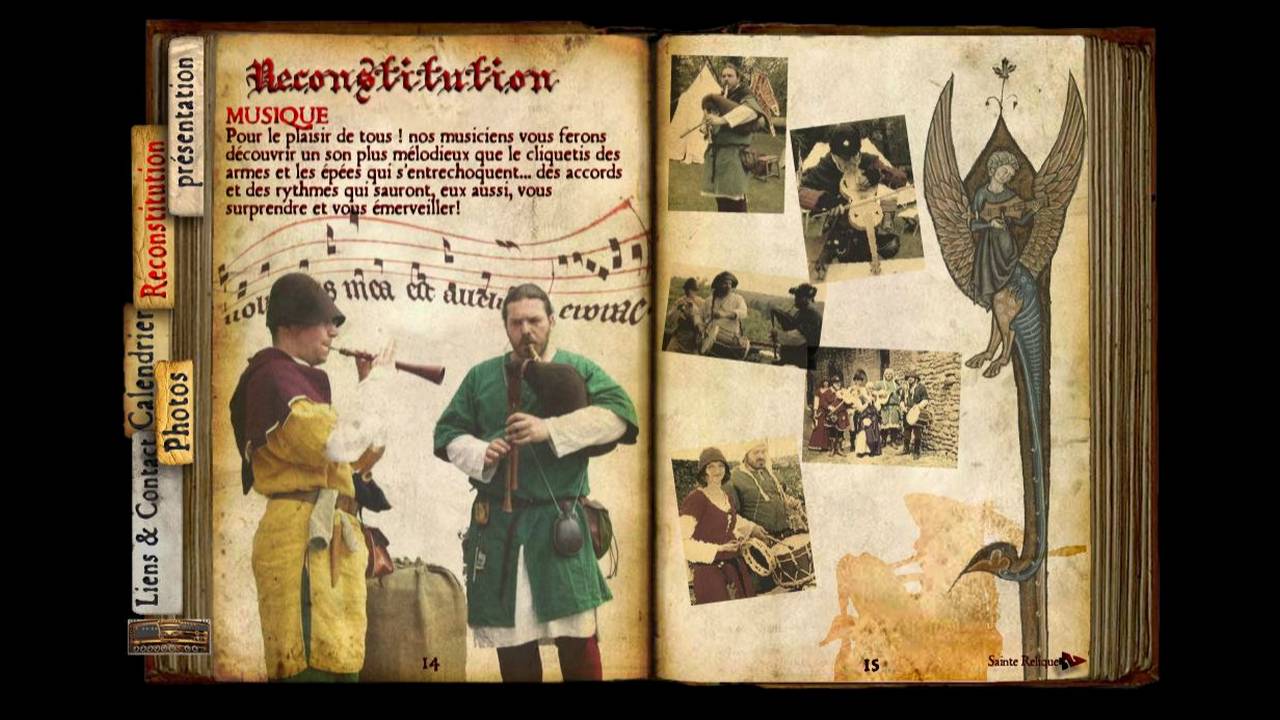 Reconstitution
MUSIQUE
Pour le plaisir de tous ! nos musiciens vous ferons
découvrir un son plus mélodieux que le cliquetis des
armes et les épées qui s'entrechoquent... des accords
et des rythmes qui sauront, eux aussi, vous
surprendre et vous émerveiller!
mea
14
15
Sainte Relique
présentation
Reconstitution
Calendrier
Photos
Liens & Contact